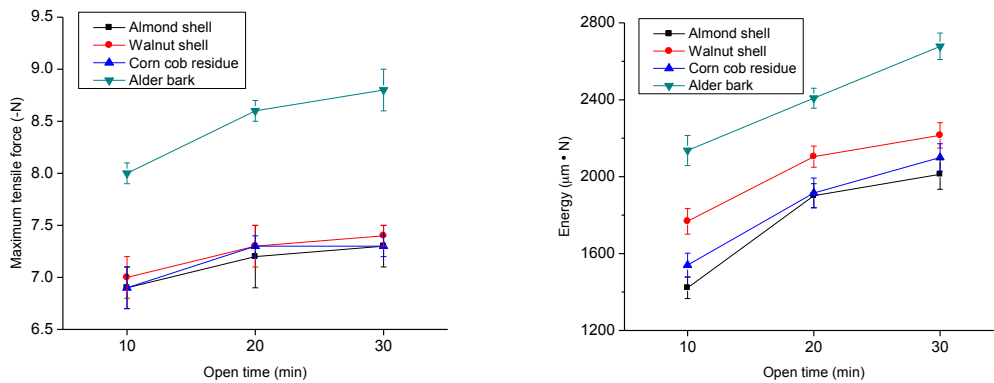 Almond shell
Walnut shell
Corn cob residue
Alder bark
9.5
9.0
8.5
8.0
7.5
7.0
6.5
Maximum tensile force (-N)
10 20 30
Open time (min)
Almond shell
Walnut shell
Corn cob residue
Alder bark
2800
2400
2000
1600
1200
Energy (μm • N)
10 20 30
Open time (min)